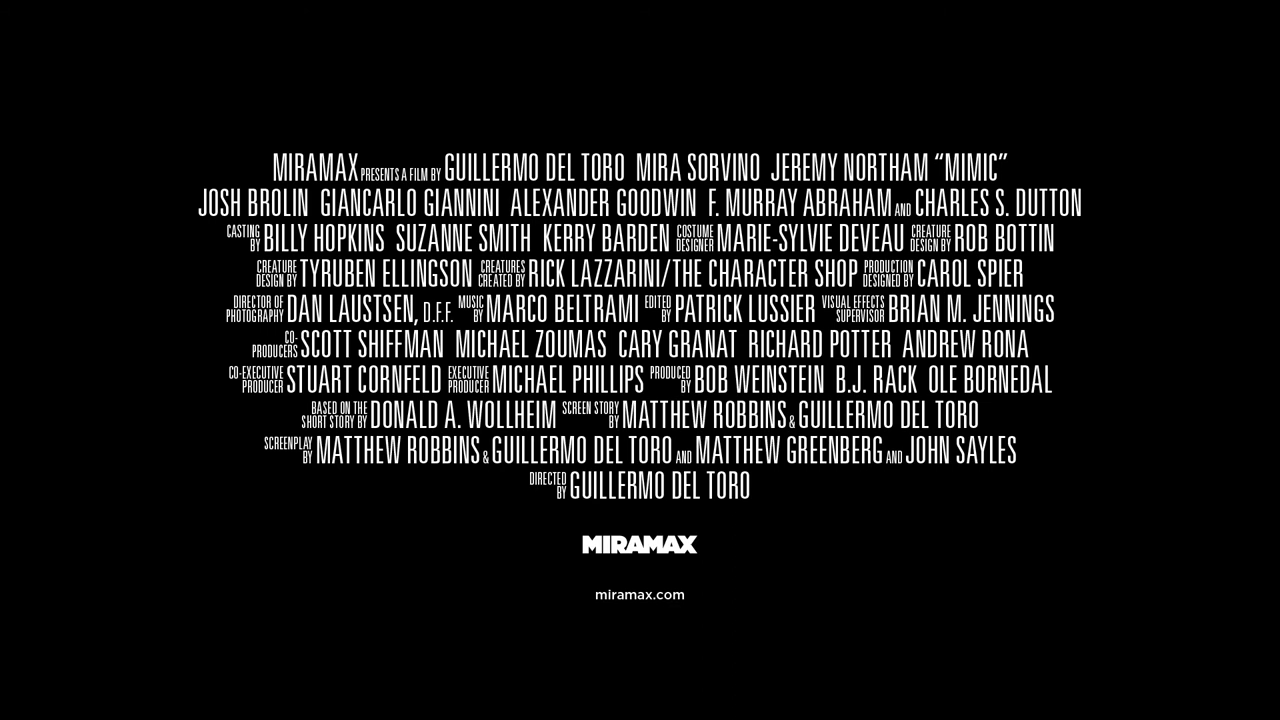 MIRAMAX PRESENTS A FILM BY GUILLERMO DEL TORO MIRA SORVINO JEREMY NORTHAM “MIMIC”
JOSH BROLIN GIANCARLO GIANNINI ALEXANDER GOODWIN F. MURRAY ABRAHAM AND CHARLES S. DUTTON
CASTING BY BILLY HOPKINS SUZANNE SMITH KERRY BARDEN COSTUME DESIGNER MARIE-SYLVIE DEVEAU CREATURE DESIGN BY ROB BOTTIN
CREATURE DESIGN BY TYRUBEN ELLINGSON CREATURES CREATED BY RICK LAZZARINI/THE CHARACTER SHOP PRODUCTION DESIGNED BY CAROL SPIER
DIRECTOR OF PHOTOGRAPHY DAN LAUSTSEN, D.F.F. MUSIC BY MARCO BELTRAMI EDITED BY PATRICK LUSSIER VISUAL EFFECTS SUPERVISOR BRIAN M. JENNINGS
CO-PRODUCERS SCOTT SHIFFMAN MICHAEL ZOUMAS CARY GRANAT RICHARD POTTER ANDREW RONA
CO-EXECUTIVE PRODUCER STUART CORNFELD EXECUTIVE PRODUCER MICHAEL PHILLIPS PRODUCED BY BOB WEINSTEIN B.J. RACK OLE BORNEDAL
BASED ON THE SHORT STORY BY DONALD A. WOLLHEIM SCREEN STORY BY MATTHEW ROBBINS & GUILLERMO DEL TORO
SCREENPLAY BY MATTHEW ROBBINS & GUILLERMO DEL TORO AND MATTHEW GREENBERG AND JOHN SAYLES
DIRECTED BY GUILLERMO DEL TORO
MIRAMAX
miramax.com